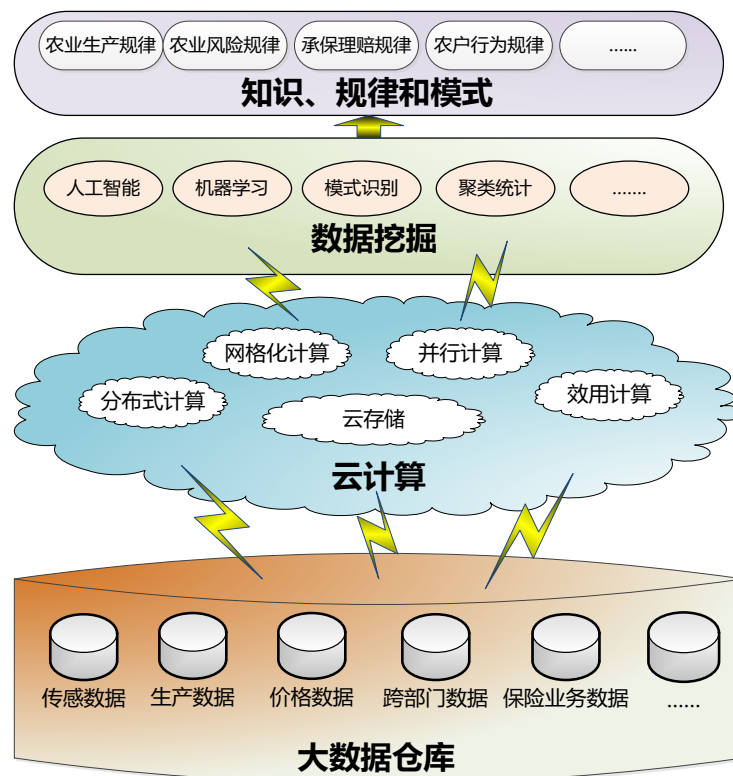 农业生产规律 农业风险规律 承保理赔规律 农户行为规律 ......
知识、规律和模式
人工智能 机器学习 模式识别 聚类统计 .......
数据挖掘
网格化计算 并行计算
分布式计算 云存储 效用计算
云计算
传感数据 生产数据 价格数据 跨部门数据 保险业务数据 ......
大数据仓库